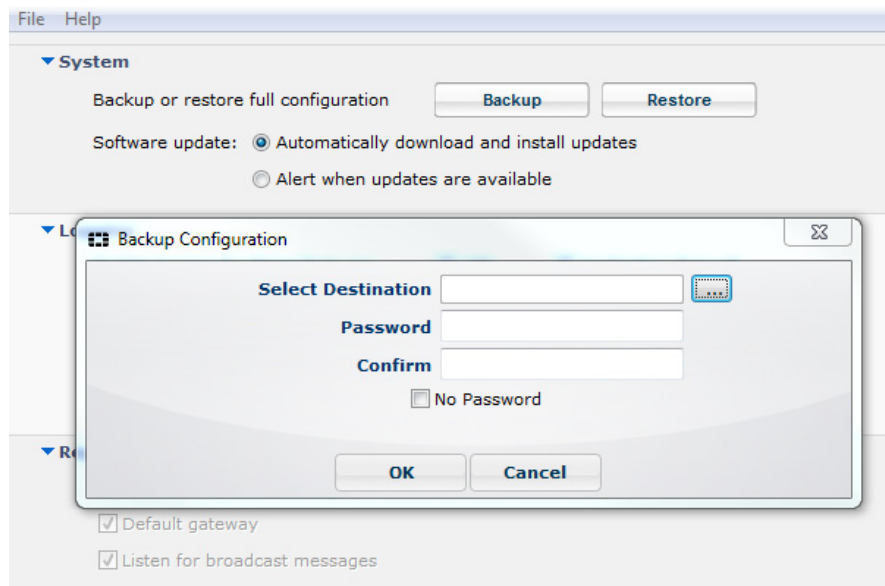 File Help
System
Backup or restore full configuration Backup Restore
Software update: Automatically download and install updates
Alert when updates are available
Backup Configuration
Select Destination ...
Password
Confirm
No Password
OK Cancel
Default gateway
Listen for broadcast messages